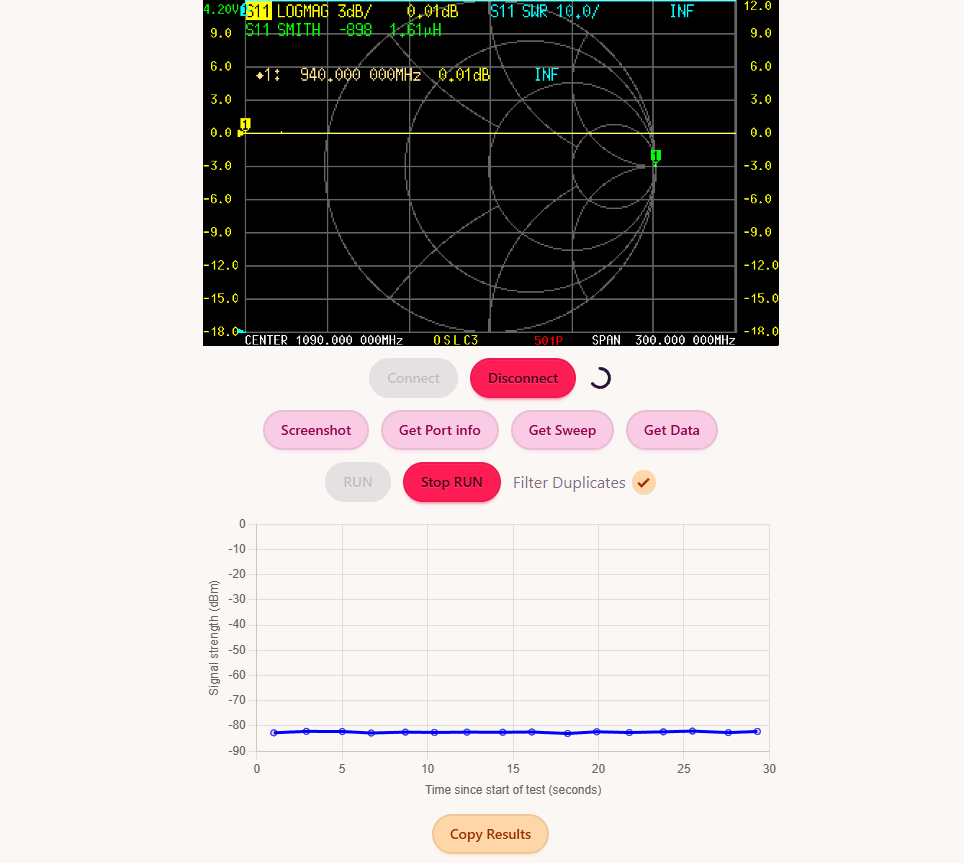 4.20V S11 LOGMAG 3dB/ 0.01dB S11 SWR 10.0/ INF 12.0
S11 SMITH -898 1.61µH
9.0 9.0
6.0 6.0
1: 940.000 000MHz 0.01dB INF
3.0 3.0
1
0.0 0.0
1
-3.0 -3.0
-6.0 -6.0
-9.0 -9.0
-12.0 -12.0
-15.0 -15.0
-18.0 -18.0
CENTER 1090.000 000MHz OSLC3 501P SPAN 300.000 000MHz
Connect Disconnect
Screenshot Get Port info Get Sweep Get Data
RUN Stop RUN Filter Duplicates
0
-10
-20
-30
-40
-50
-60
-70
-80
-90
Signal strength (dBm)
0 5 10 15 20 25 30
Time since start of test (seconds)
Copy Results